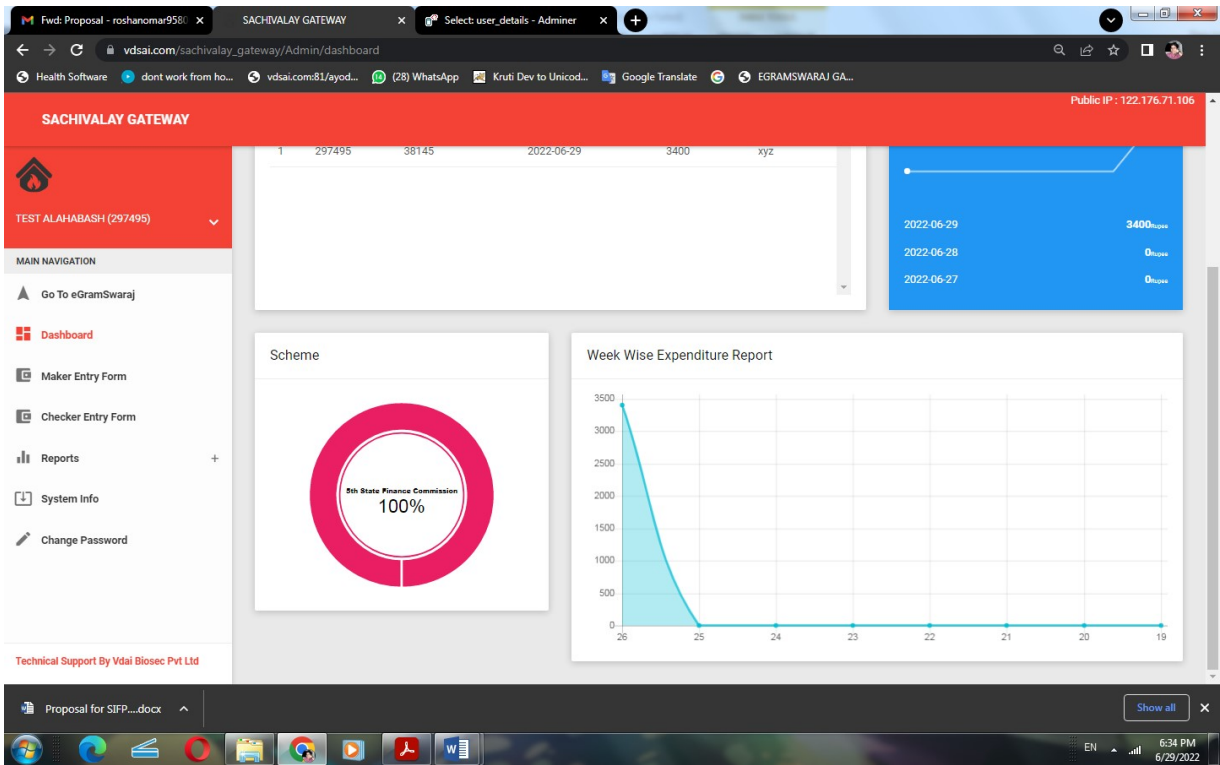 Fwd: Proposal - roshanomar9580
SACHIVALAY GATEWAY
Select: user_details - Adminer
vdsai.com/sachivalay_gateway/Admin/dashboard
Health Software
dont work from ho...
vdsai.com:81/ayod...
(28) WhatsApp
Kruti Dev to Unicod...
Google Translate
EGRAMSWARAJ GA...
SACHIVALAY GATEWAY
Public IP : 122.176.71.106
TEST ALAHABASH (297495)
MAIN NAVIGATION
Go To eGramSwaraj
Dashboard
Maker Entry Form
Checker Entry Form
Reports +
System Info
Change Password
Technical Support By Vdai Biosec Pvt Ltd
1 297495 38145 2022-06-29 3400 xyz
2022-06-29 3400Rupee
2022-06-28 0Rupee
2022-06-27 0Rupee
Scheme
5th State Finance Commission
100%
Week Wise Expenditure Report
3500
3000
2500
2000
1500
1000
500
0
26 25 24 23 22 21 20 19
Proposal for SIFP....docx
Show all
EN
6:34 PM
6/29/2022